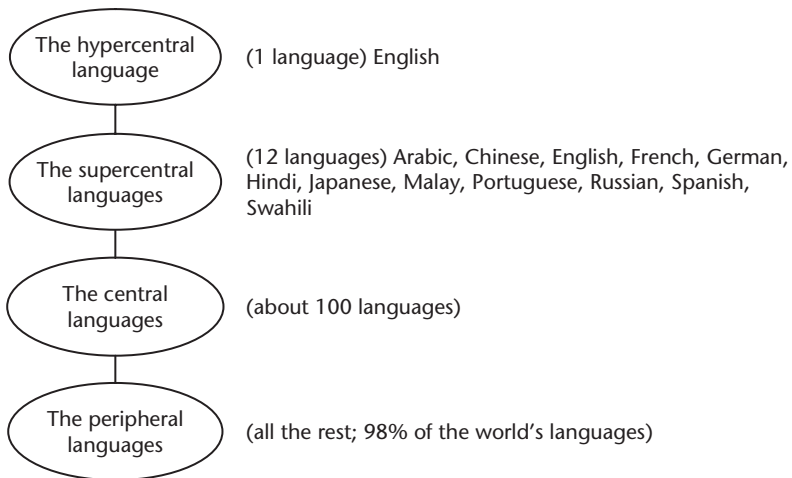 The hypercentral
language
(1 language) English
The supercentral
languages
(12 languages) Arabic, Chinese, English, French, German,
Hindi, Japanese, Malay, Portuguese, Russian, Spanish,
Swahili
The central
languages
(about 100 languages)
The peripheral
languages
(all the rest; 98% of the world's languages)